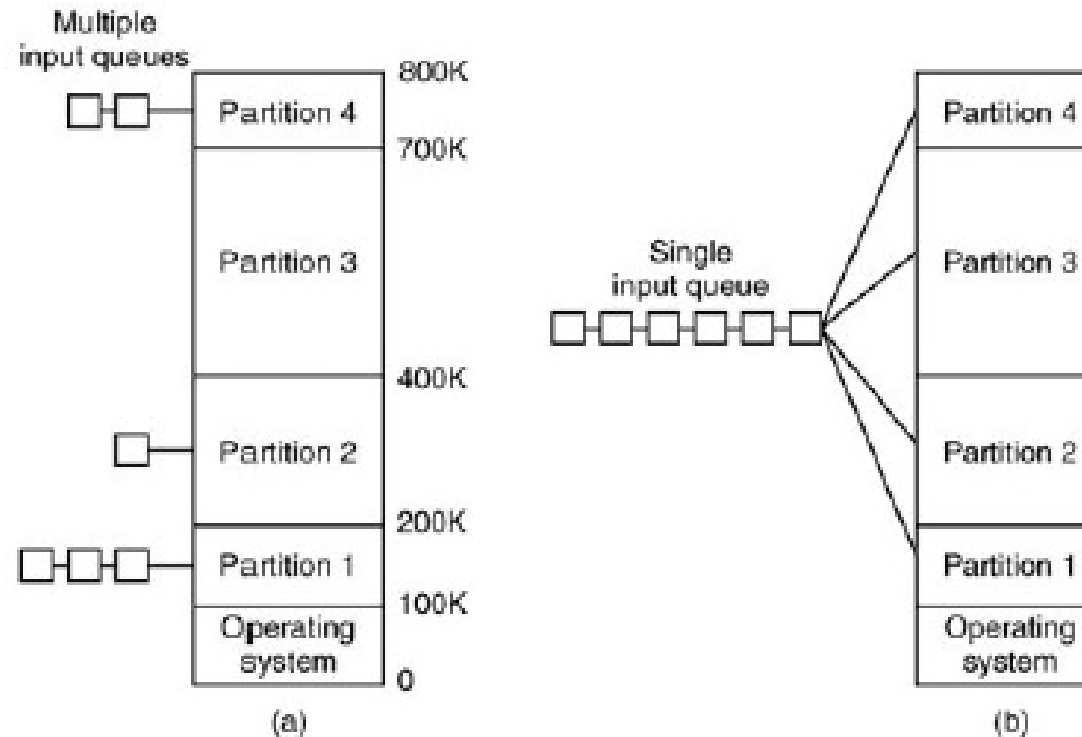 Multiple
input queues
800K
Partition 4
700K
Partition 3
400K
Partition 2
200K
Partition 1
100K
Operating
system
0
(a)
Single
input queue
Partition 4
Partition 3
Partition 2
Partition 1
Operating
system
(b)